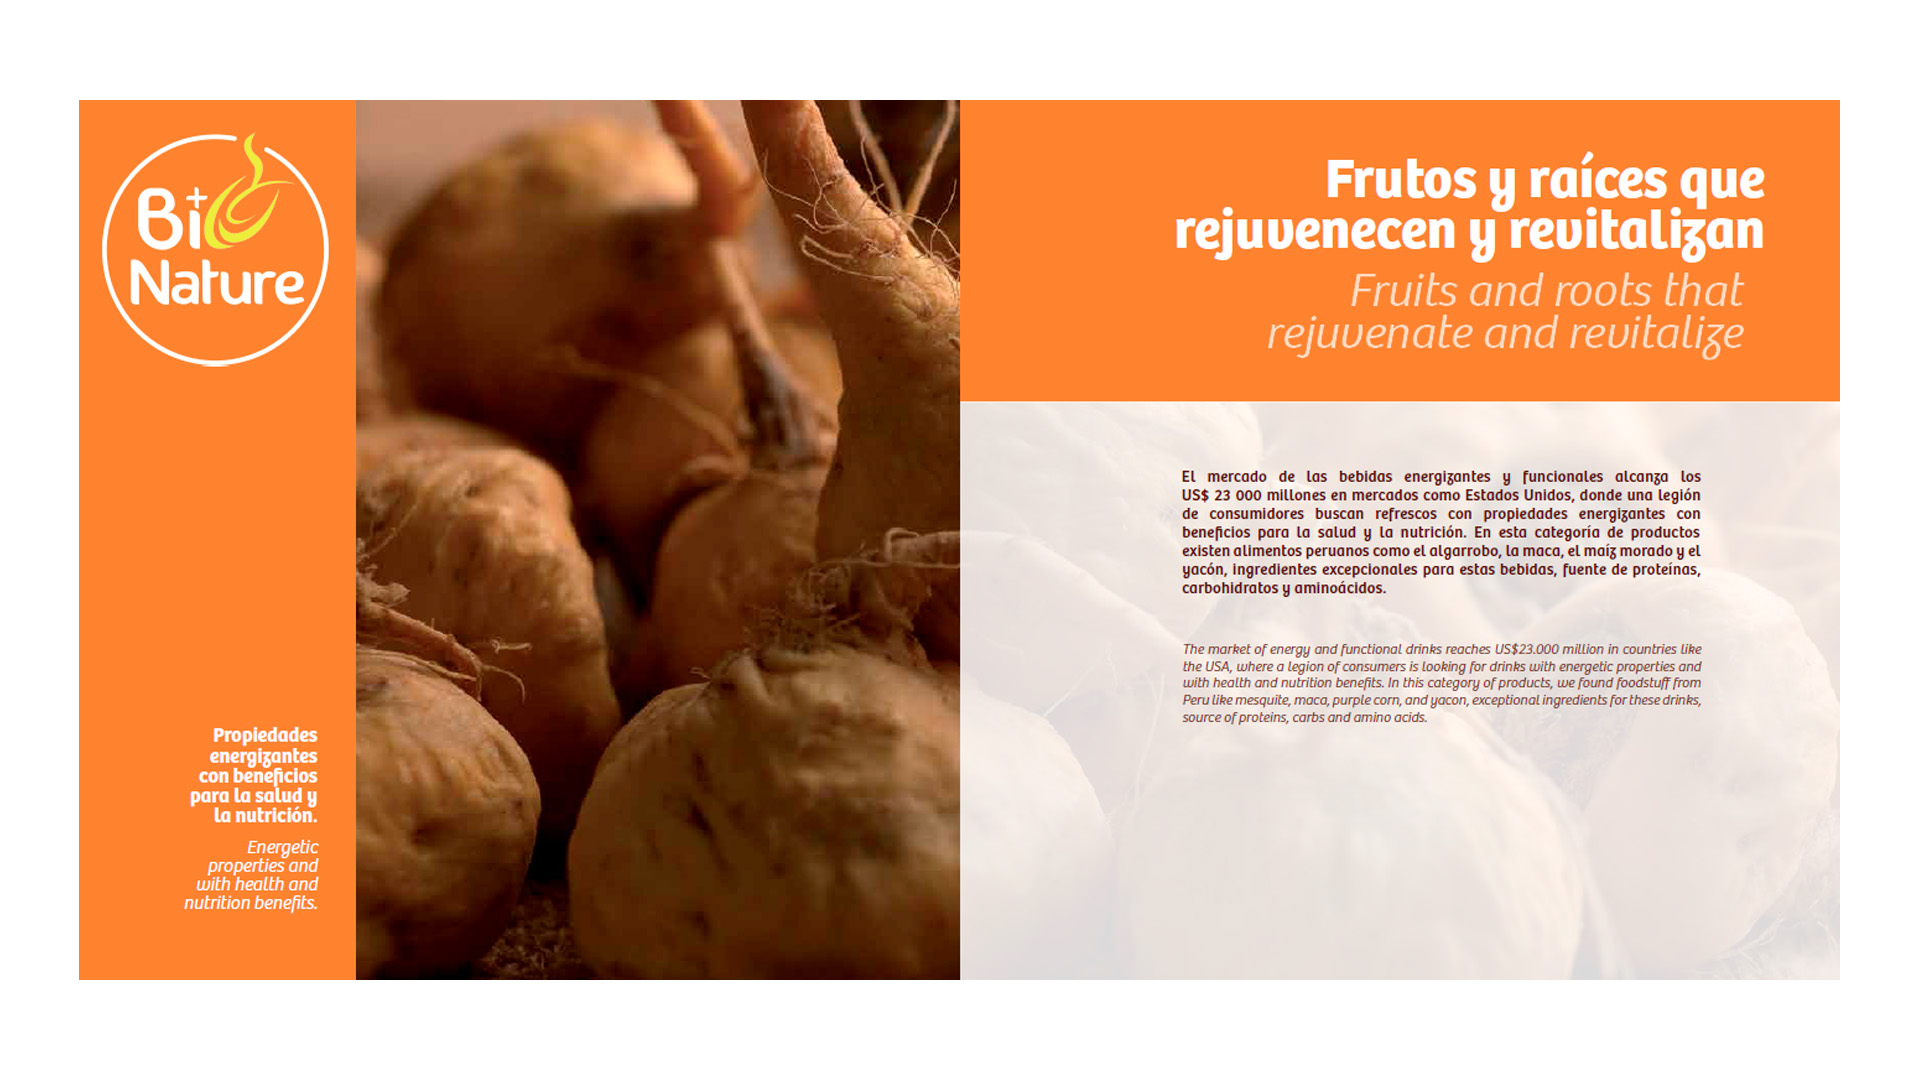 Bio
Nature
Propiedades
energizantes
con beneficios
para la salud y
la nutrición.
Energetic
properties and
with health and
nutrition benefits.
Frutos y raíces que
rejuvenecen y revitalizan
Fruits and roots that
rejuvenate and revitalize
El mercado de las bebidas energizantes y funcionales alcanza los
US$ 23 000 millones en mercados como Estados Unidos, donde una legión
de consumidores buscan refrescos con propiedades energizantes con
beneficios para la salud y la nutrición. En esta categoría de productos
existen alimentos peruanos como el algarrobo, la maca, el maíz morado y el
yacón, ingredientes excepcionales para estas bebidas, fuente de proteínas,
carbohidratos y aminoácidos.
The market of energy and functional drinks reaches US$23.000 million in countries like
the USA, where a legion of consumers is looking for drinks with energetic properties and
with health and nutrition benefits. In this category of products, we found foodstuff from
Peru like mesquite, maca, purple corn, and yacon, exceptional ingredients for these drinks,
source of proteins, carbs and amino acids.